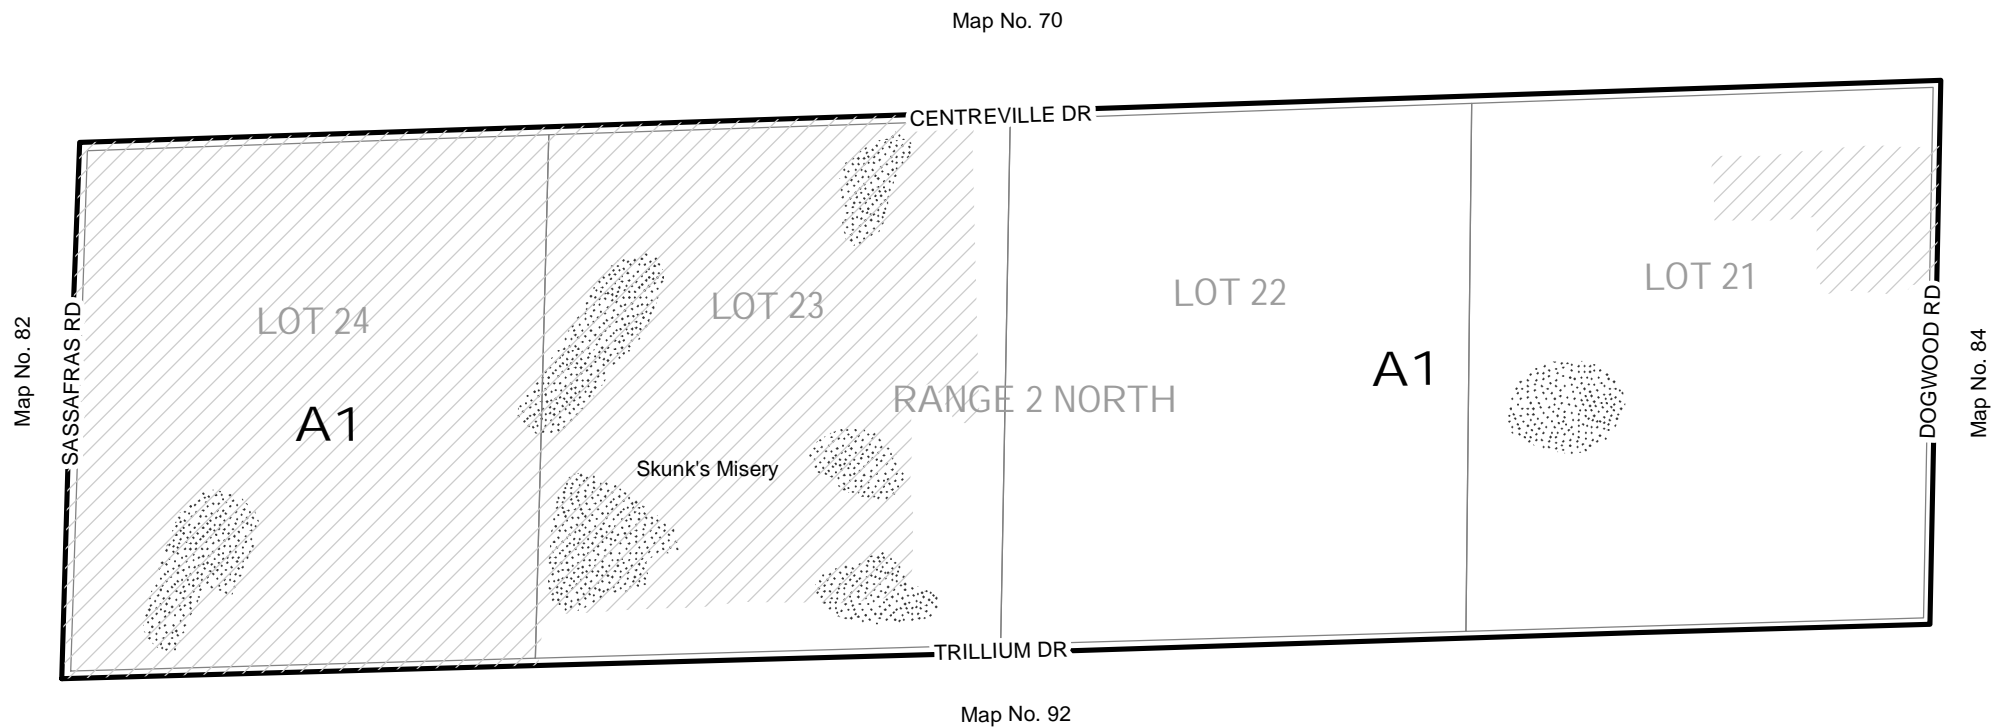 Map No. 70
CENTREVILLE DR
LOT 24
LOT 23
LOT 22
LOT 21
SASSAFRAS RD
Map No. 82
DOGWOOD RD
Map No. 84
A1
A1
RANGE 2 NORTH
Skunk's Misery
TRILLIUM DR
Map No. 92